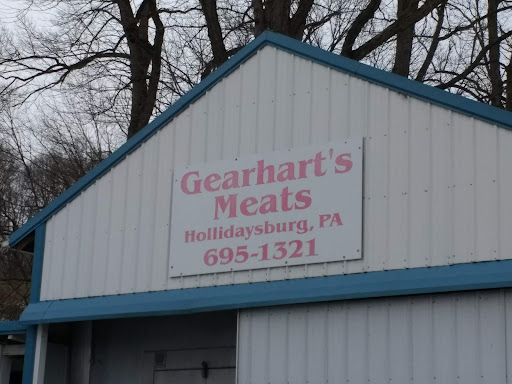 Gearhart's
Meats
Hollidaysburg, PA
695-1321